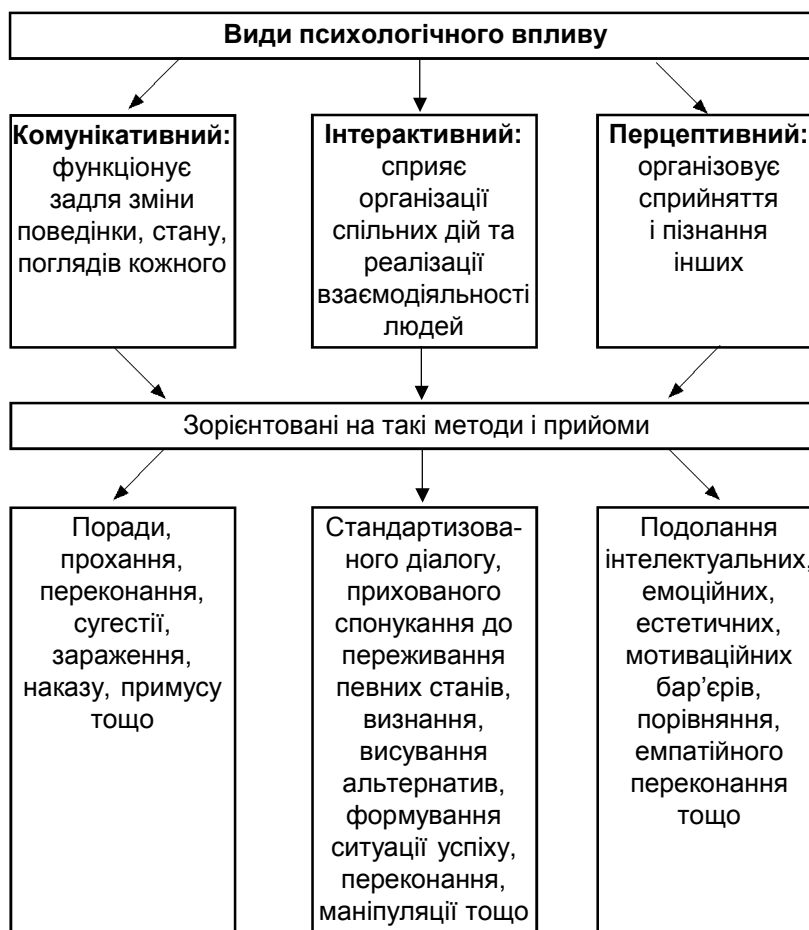 Види психологічного впливу
Комунікативний:
функціонує
задля зміни
поведінки, стану,
поглядів кожного
Інтерактивний:
сприяє
організації
спільних дій та
реалізації
взаємодіяльності
людей
Перцептивний:
організовує
сприйняття
і пізнання
інших
Зорієнтовані на такі методи і прийоми
Поради,
прохання,
переконання,
сугестії,
зараження,
наказу, примусу
тощо
Стандартизова-
ного діалогу,
прихованого
спонукання до
переживання
певних станів,
визнання,
висування
альтернатив,
формування
ситуації успіху,
переконання,
маніпуляції тощо
Подолання
інтелектуальних,
емоційних,
естетичних,
мотиваційних
бар’єрів,
порівняння,
емпатійного
переконання
тощо